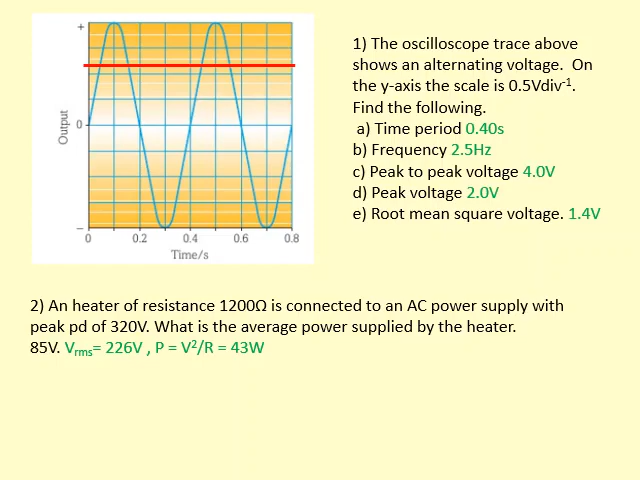 +
Output
0
−
0
0.2
0.4
0.6
0.8
Time/s
1) The oscilloscope trace above
shows an alternating voltage. On
the y-axis the scale is 0.5Vdiv⁻¹.
Find the following.
a) Time period 0.40s
b) Frequency 2.5Hz
c) Peak to peak voltage 4.0V
d) Peak voltage 2.0V
e) Root mean square voltage. 1.4V
2) An heater of resistance 1200Ω is connected to an AC power supply with
peak pd of 320V. What is the average power supplied by the heater.
85V. Vrms= 226V , P = V²/R = 43W